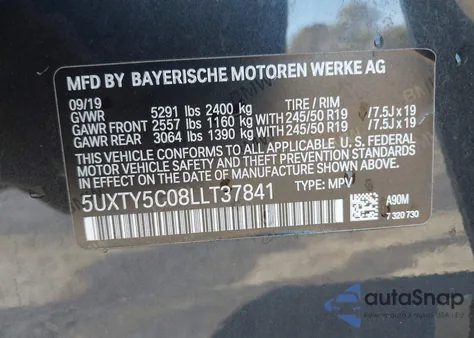 MFD BY BAYERISCHE MOTOREN WERKE AG
09/19 TIRE / RIM
GVWR 5291 lbs 2400 kg
GAWR FRONT 2557 lbs 1160 kg WITH 245/50 R19 /7.5J x 19
GAWR REAR 3064 lbs 1390 kg WITH 245/50 R19 /7.5J x 19
THIS VEHICLE CONFORMS TO ALL APPLICABLE U. S. FEDERAL
MOTOR VEHICLE SAFETY, BUMPER, AND THEFT PREVENTION
STANDARDS IN EFFECT ON THE DATE OF MANUFACTURE SHOWN ABOVE.
5UXTY5C08LLT37841 TYPE: MPV
A90M
7 320 730
autoSnap